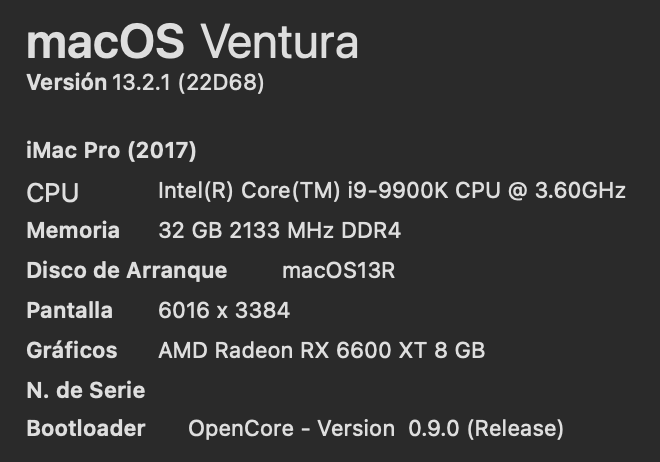 macOS Ventura
Versión 13.2.1 (22D68)
iMac Pro (2017)
CPU Intel(R) Core(TM) i9-9900K CPU @ 3.60GHz
Memoria 32 GB 2133 MHz DDR4
Disco de Arranque macOS13R
Pantalla 6016 x 3384
Gráficos AMD Radeon RX 6600 XT 8 GB
N. de Serie
Bootloader OpenCore - Version 0.9.0 (Release)